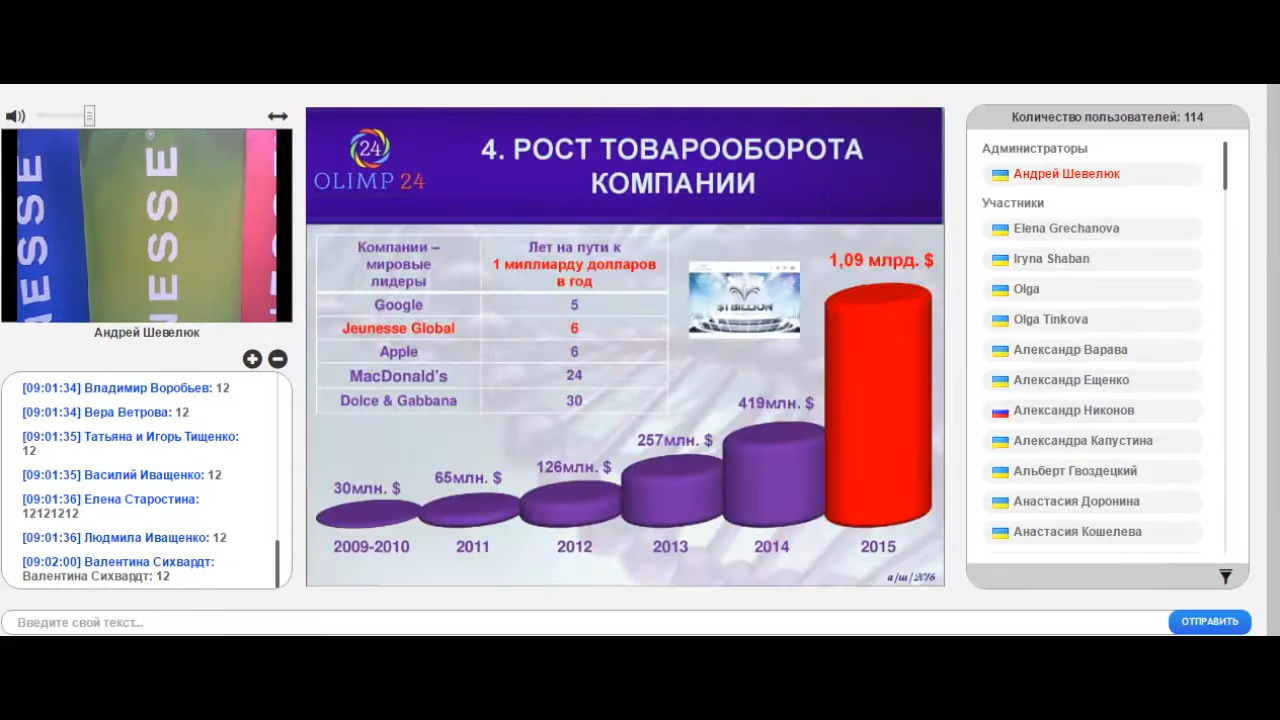 ESSE
ESSE
NESSE
Андрей Шевелюк
[09:01:34] Владимир Воробьев: 12
[09:01:34] Вера Ветрова: 12
[09:01:35] Татьяна и Игорь Тищенко:
12
[09:01:35] Василий Иващенко: 12
[09:01:36] Елена Старостина:
12121212
[09:01:36] Людмила Иващенко: 12
[09:02:00] Валентина Сихвардт:
Валентина Сихвардт: 12
24
OLIMP 24
4. РОСТ ТОВАРООБОРОТА
КОМПАНИИ
Компании –
мировые
лидеры
Лет на пути к
1 миллиарду долларов
в год
Google 5
Jeunesse Global 6
Apple 6
MacDonald's 24
Dolce & Gabbana 30
$1 BILLION
30млн. $
65млн. $
126млн. $
257млн. $
419млн. $
1,09 млрд. $
2009-2010 2011 2012 2013 2014 2015
а/ш/2016
Количество пользователей: 114
Администраторы
Андрей Шевелюк
Участники
Elena Grechanova
Iryna Shaban
Olga
Olga Tinkova
Александр Варава
Александр Ещенко
Александр Никонов
Александра Капустина
Альберт Гвоздецкий
Анастасия Доронина
Анастасия Кошелева
Введите свой текст...
ОТПРАВИТЬ